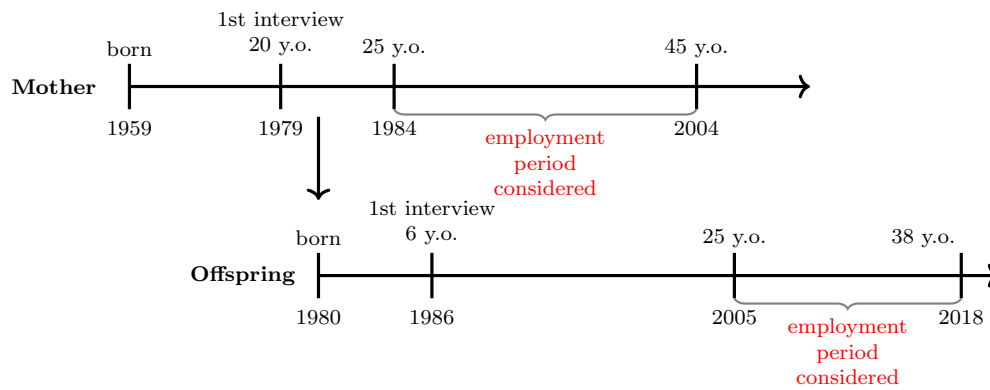 1st interview
born 20 y.o. 25 y.o. 45 y.o.
Mother
1959 1979 1984 2004
employment
period
considered
1st interview
born 6 y.o. 25 y.o. 38 y.o.
Offspring
1980 1986 2005 2018
employment
period
considered